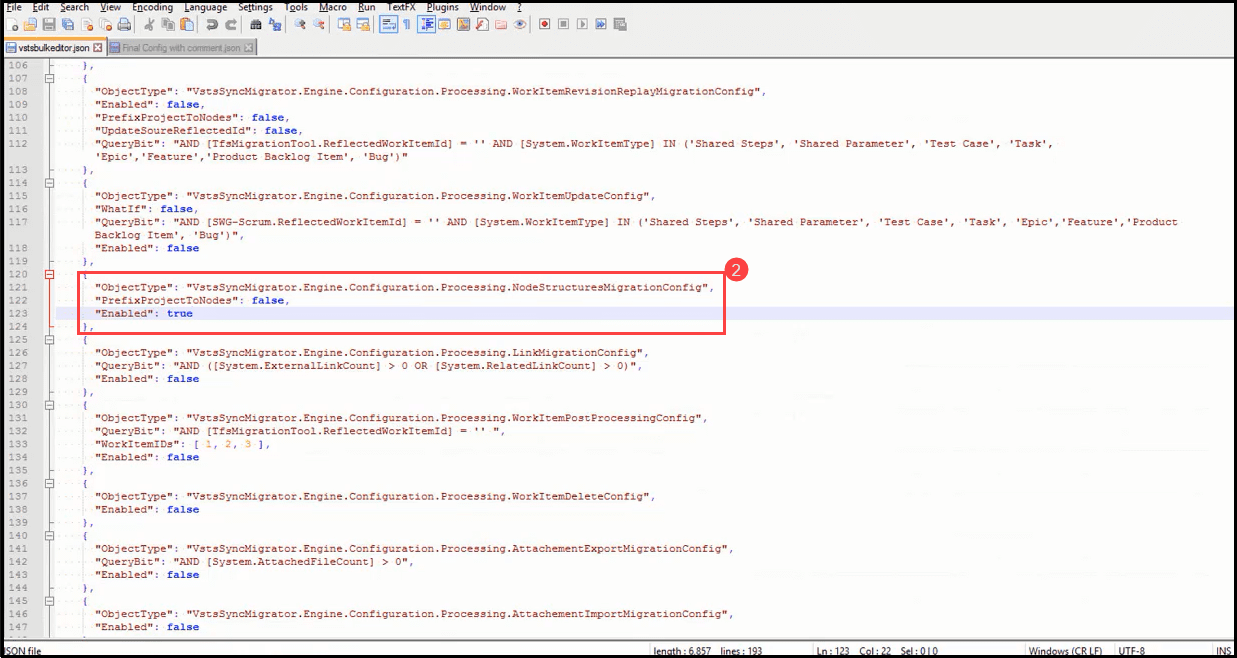 File Edit Search View Encoding Language Settings Tools Macro Run TextFX Plugins Window ?
vstsbulkeditor.json Final Config with comment.json
106 },
107 {
108 "ObjectType": "VstsSyncMigrator.Engine.Configuration.Processing.WorkItemRevisionReplayMigrationConfig",
109 "Enabled": false,
110 "PrefixProjectToNodes": false,
111 "UpdateSoureReflectedId": false,
112 "QueryBit": "AND [TfsMigrationTool.ReflectedWorkItemId] = '' AND [System.WorkItemType] IN ('Shared Steps', 'Shared Parameter', 'Test Case', 'Task',
'Epic','Feature','Product Backlog Item', 'Bug')"
113 },
114 {
115 "ObjectType": "VstsSyncMigrator.Engine.Configuration.Processing.WorkItemUpdateConfig",
116 "WhatIf": false,
117 "QueryBit": "AND [SWG-Scrum.ReflectedWorkItemId] = '' AND [System.WorkItemType] IN ('Shared Steps', 'Shared Parameter', 'Test Case', 'Task', 'Epic','Feature','Product
Backlog Item', 'Bug')",
118 "Enabled": false
119 },
120 {
2
121 "ObjectType": "VstsSyncMigrator.Engine.Configuration.Processing.NodeStructuresMigrationConfig",
122 "PrefixProjectToNodes": false,
123 "Enabled": true
124 },
125 {
126 "ObjectType": "VstsSyncMigrator.Engine.Configuration.Processing.LinkMigrationConfig",
127 "QueryBit": "AND ([System.ExternalLinkCount] > 0 OR [System.RelatedLinkCount] > 0)",
128 "Enabled": false
129 },
130 {
131 "ObjectType": "VstsSyncMigrator.Engine.Configuration.Processing.WorkItemPostProcessingConfig",
132 "QueryBit": "AND [TfsMigrationTool.ReflectedWorkItemId] = '' ",
133 "WorkItemIDs": [ 1, 2, 3 ],
134 "Enabled": false
135 },
136 {
137 "ObjectType": "VstsSyncMigrator.Engine.Configuration.Processing.WorkItemDeleteConfig",
138 "Enabled": false
139 },
140 {
141 "ObjectType": "VstsSyncMigrator.Engine.Configuration.Processing.AttachementExportMigrationConfig",
142 "QueryBit": "AND [System.AttachedFileCount] > 0",
143 "Enabled": false
144 },
145 {
146 "ObjectType": "VstsSyncMigrator.Engine.Configuration.Processing.AttachementImportMigrationConfig",
147 "Enabled": false
JSON file length : 6,857 lines : 193 Ln : 123 Col : 22 Sel : 0 | 0 Windows (CR LF) UTF-8 INS